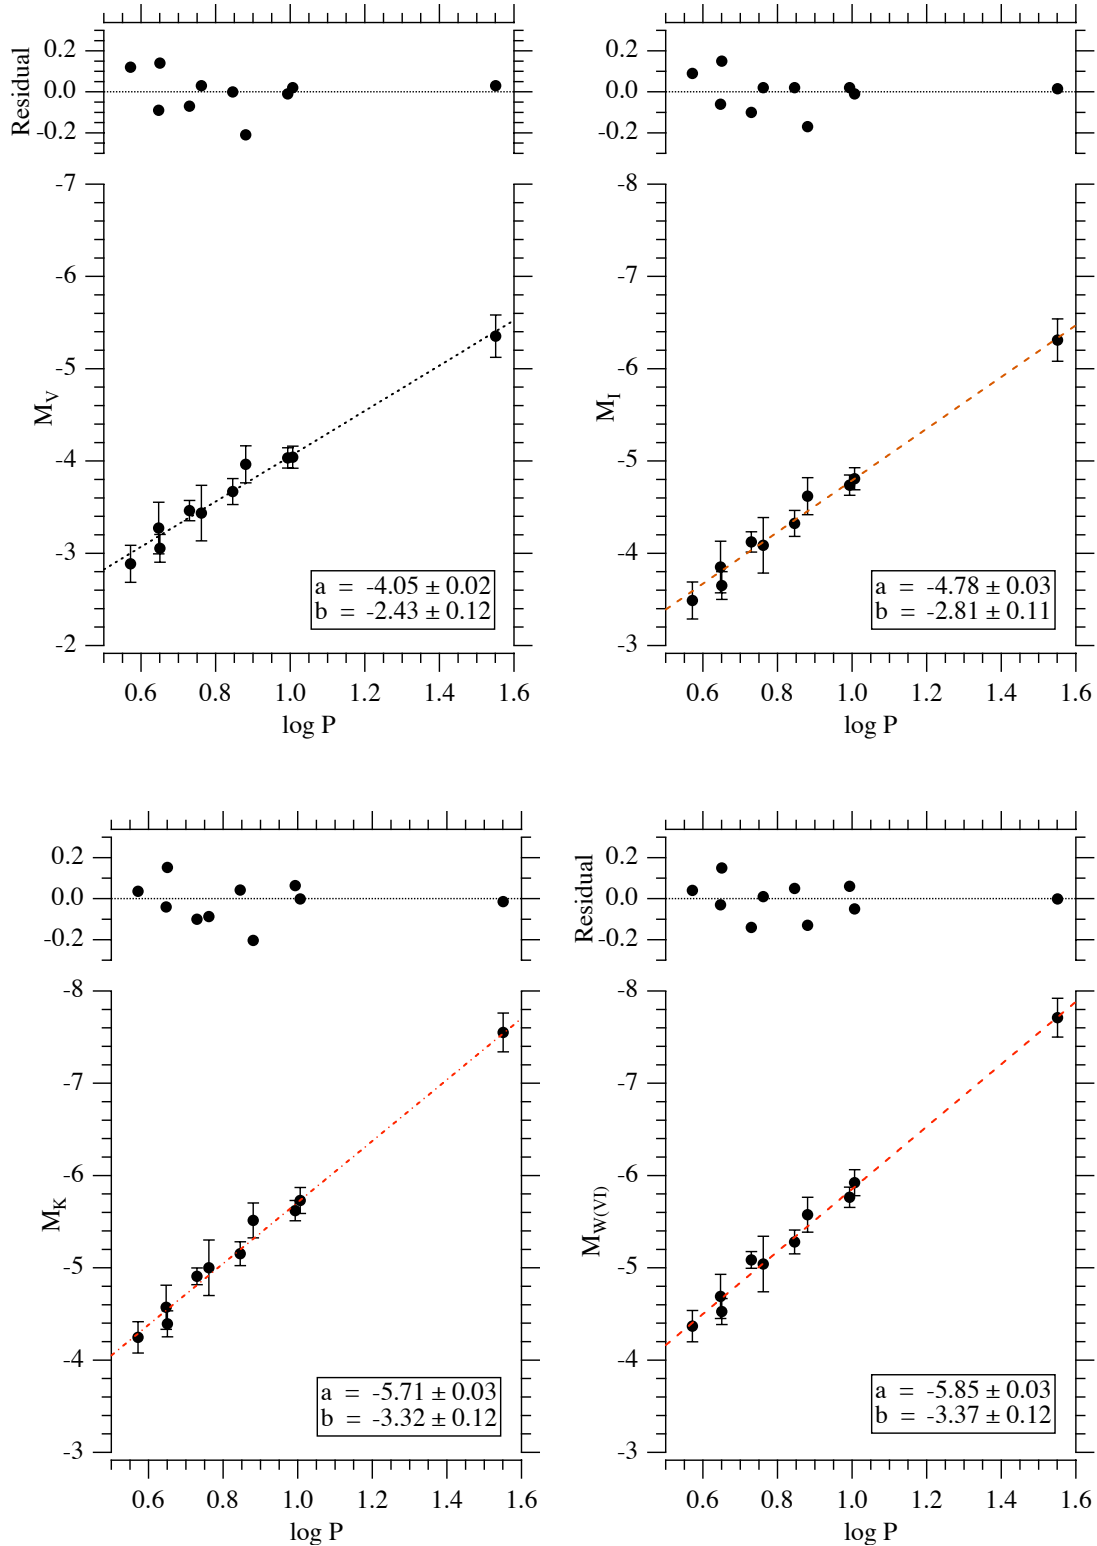 Residual
0.2
0.0
-0.2
M_V
-7
-6
-5
-4
-3
-2
a = -4.05 ± 0.02
b = -2.43 ± 0.12
0.6 0.8 1.0 1.2 1.4 1.6
log P
0.2
0.0
-0.2
M_I
-8
-7
-6
-5
-4
-3
a = -4.78 ± 0.03
b = -2.81 ± 0.11
0.6 0.8 1.0 1.2 1.4 1.6
log P
0.2
0.0
-0.2
M_K
-8
-7
-6
-5
-4
-3
a = -5.71 ± 0.03
b = -3.32 ± 0.12
0.6 0.8 1.0 1.2 1.4 1.6
log P
Residual
0.2
0.0
-0.2
M_W(VI)
-8
-7
-6
-5
-4
-3
a = -5.85 ± 0.03
b = -3.37 ± 0.12
0.6 0.8 1.0 1.2 1.4 1.6
log P